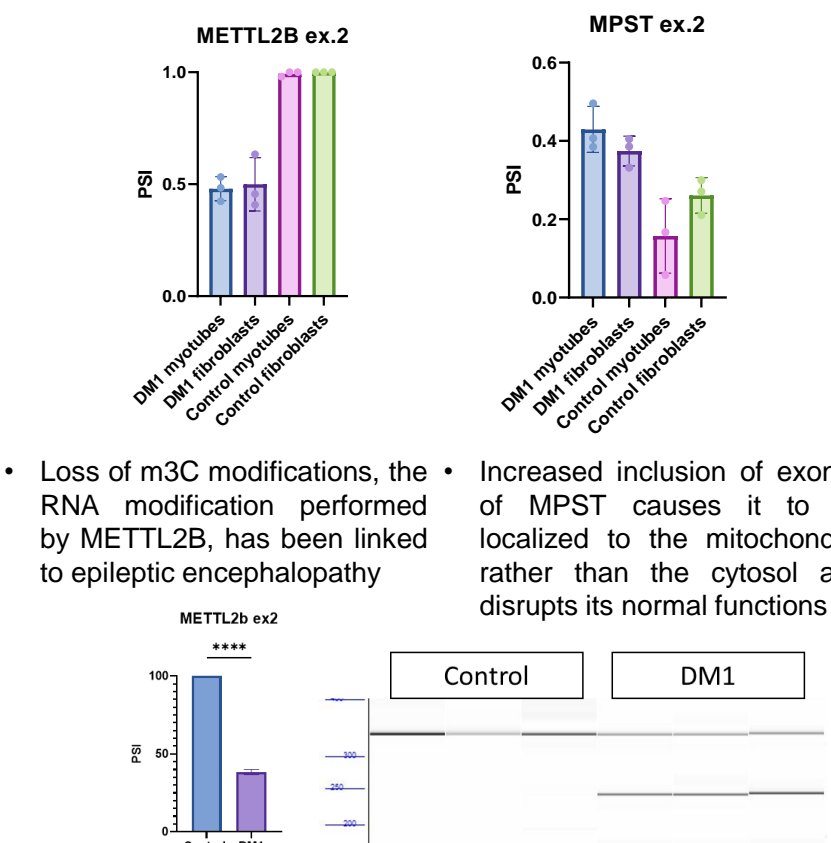 METTL2B ex.2
PSI
1.0
0.5
0.0
DM1 myotubes
DM1 fibroblasts
Control myotubes
Control fibroblasts
MPST ex.2
PSI
0.6
0.4
0.2
0.0
DM1 myotubes
DM1 fibroblasts
Control myotubes
Control fibroblasts
• Loss of m3C modifications, the
RNA modification performed
by METTL2B, has been linked
to epileptic encephalopathy
• Increased inclusion of exon
of MPST causes it to
localized to the mitochond
rather than the cytosol a
disrupts its normal functions
METTL2b ex2
****
PSI
100
50
0
Control DM1
Control
DM1
300
250
200